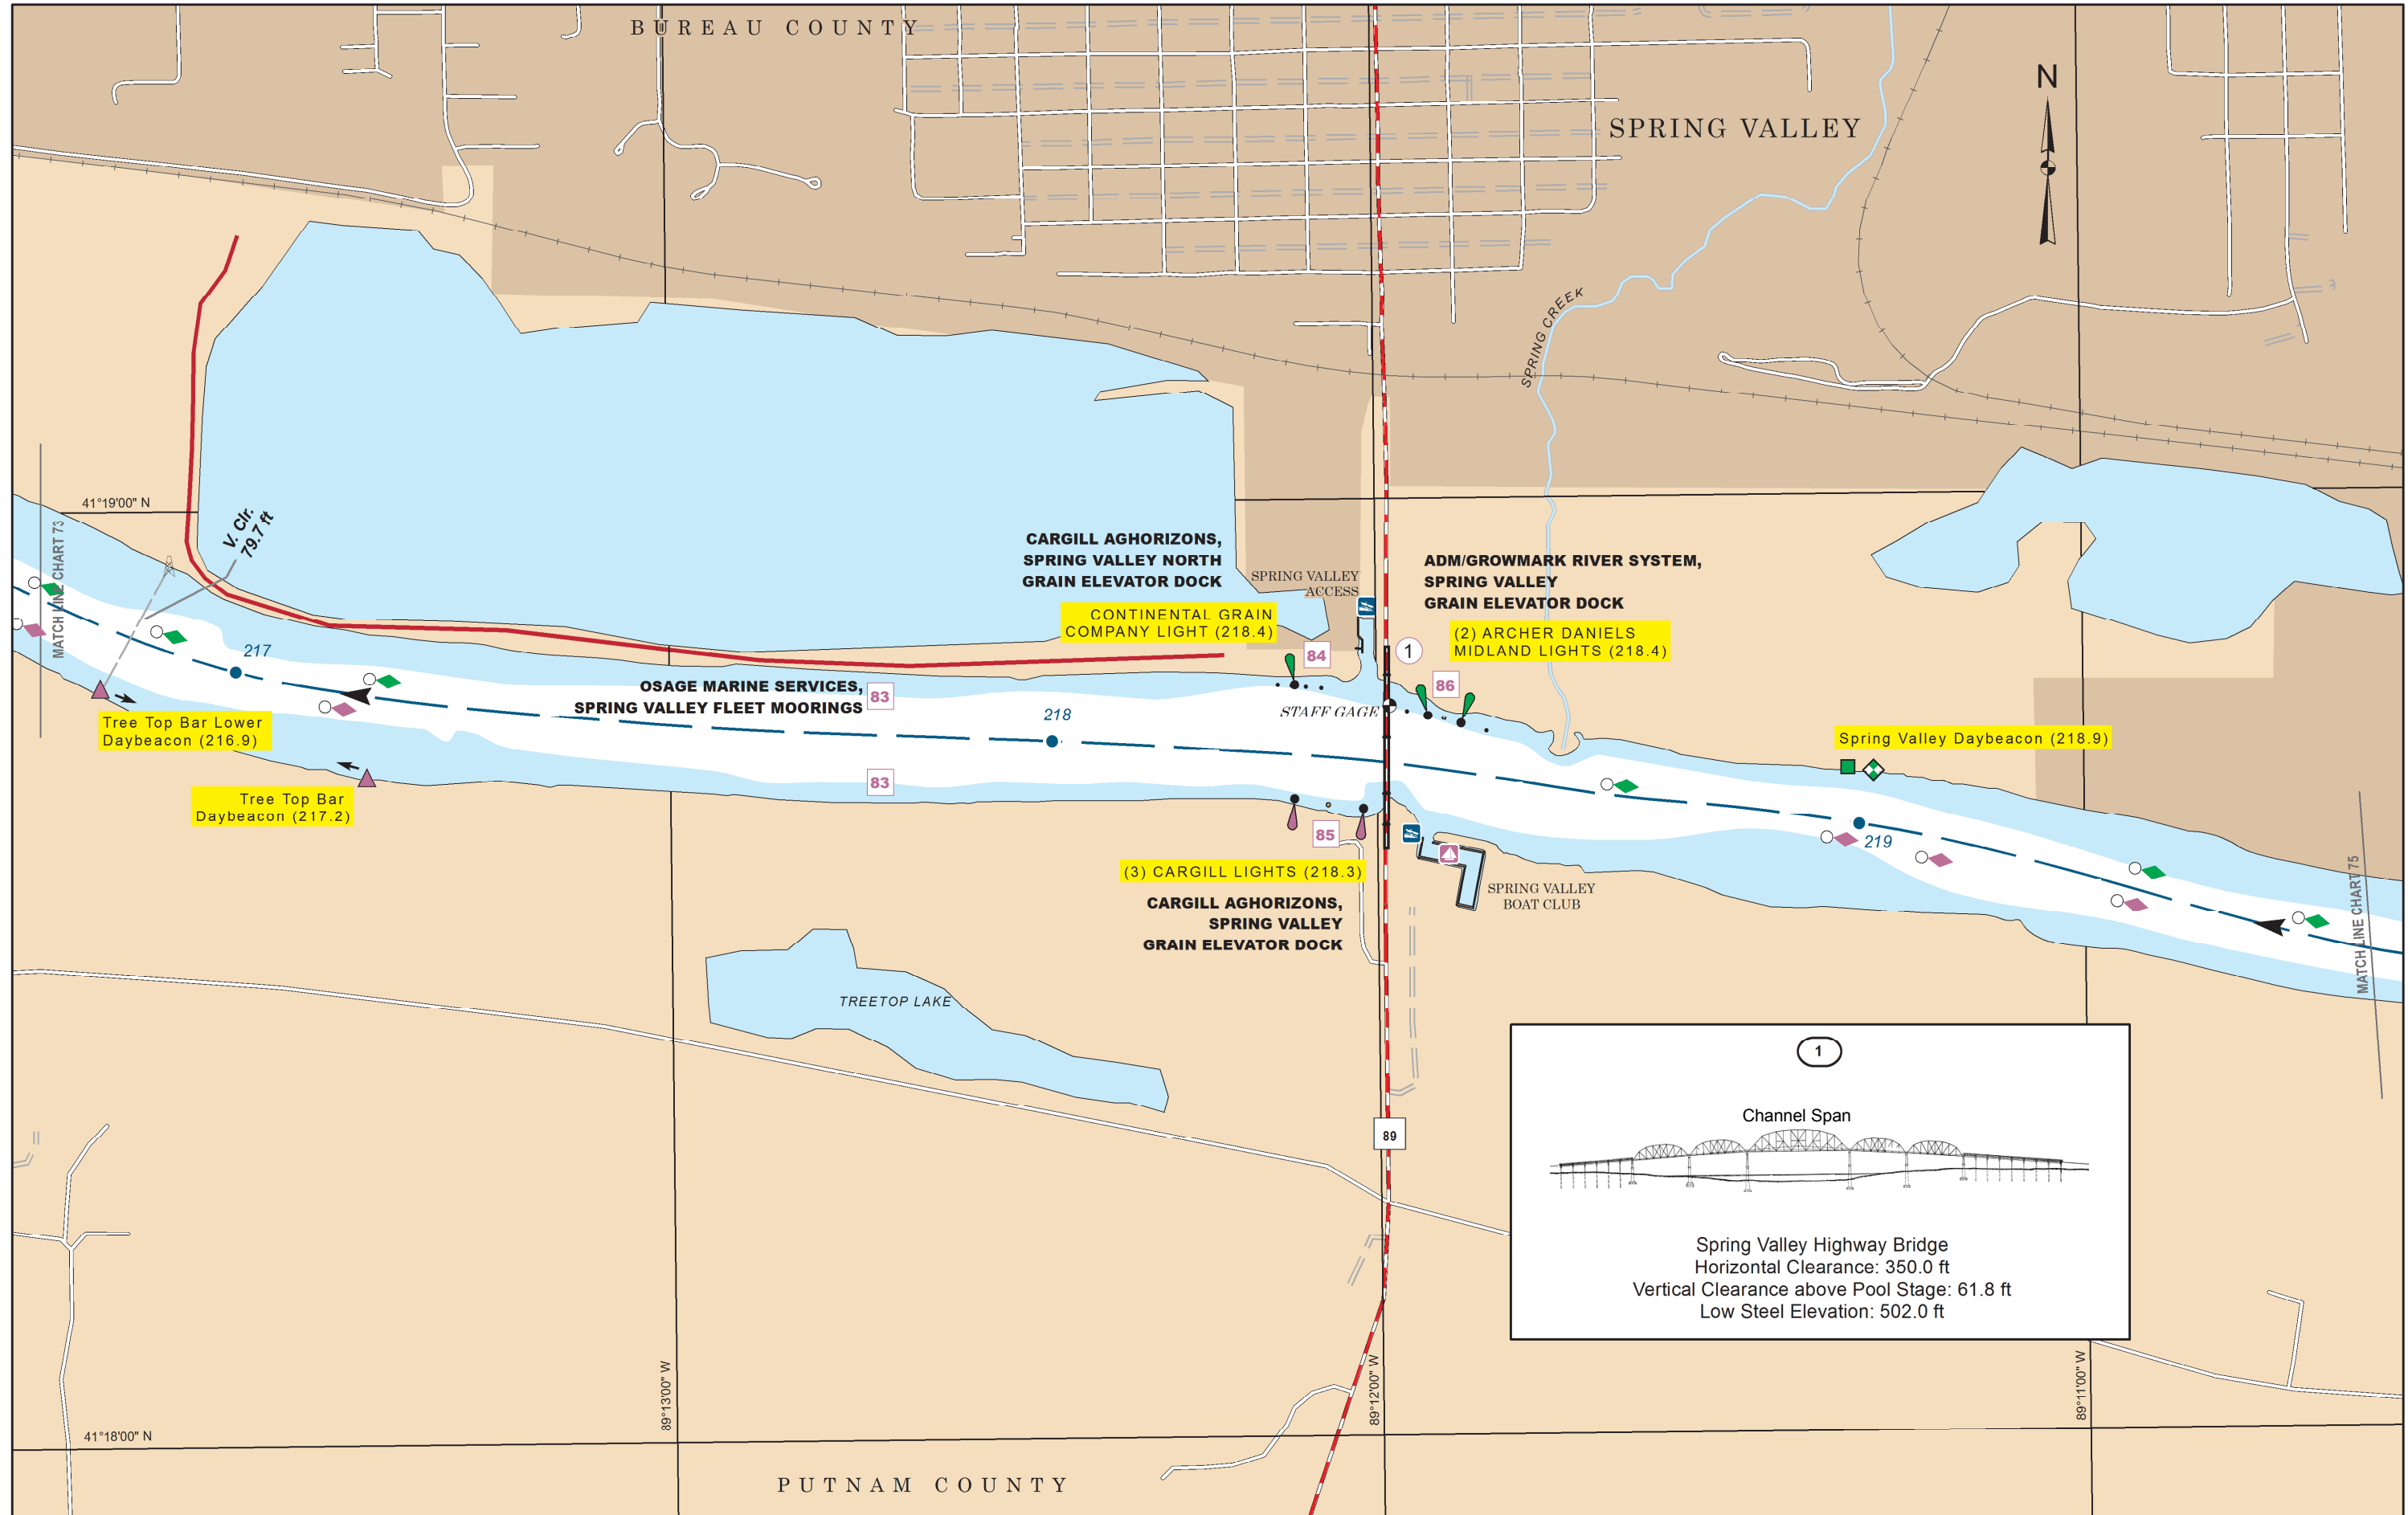 BUREAU COUNTY
N
SPRING VALLEY
SPRING CREEK
41°19'00" N
V. Clr.
79.7 ft
MATCH LINE CHART 73
CARGILL AGHORIZONS,
SPRING VALLEY NORTH
GRAIN ELEVATOR DOCK
SPRING VALLEY
ACCESS
CONTINENTAL GRAIN
COMPANY LIGHT (218.4)
84
1
ADM/GROWMARK RIVER SYSTEM,
SPRING VALLEY
GRAIN ELEVATOR DOCK
(2) ARCHER DANIELS
MIDLAND LIGHTS (218.4)
86
217
OSAGE MARINE SERVICES,
SPRING VALLEY FLEET MOORINGS
83
218
STAFF GAGE
Tree Top Bar Lower
Daybeacon (216.9)
Spring Valley Daybeacon (218.9)
83
Tree Top Bar
Daybeacon (217.2)
85
219
(3) CARGILL LIGHTS (218.3)
CARGILL AGHORIZONS,
SPRING VALLEY
GRAIN ELEVATOR DOCK
SPRING VALLEY
BOAT CLUB
MATCH LINE CHART 75
TREETOP LAKE
89
1
Channel Span
Spring Valley Highway Bridge
Horizontal Clearance: 350.0 ft
Vertical Clearance above Pool Stage: 61.8 ft
Low Steel Elevation: 502.0 ft
89°13'00" W
89°12'00" W
89°11'00" W
41°18'00" N
PUTNAM COUNTY